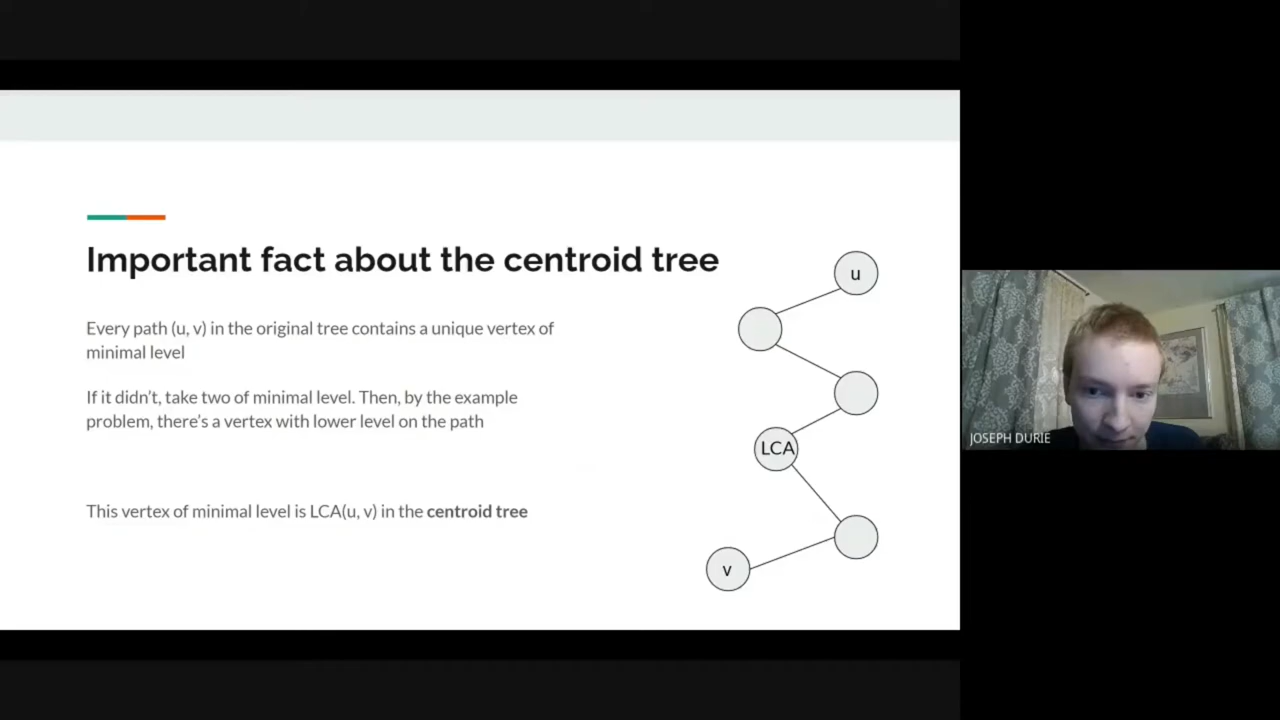 Important fact about the centroid tree
Every path (u, v) in the original tree contains a unique vertex of
minimal level
If it didn't, take two of minimal level. Then, by the example
problem, there's a vertex with lower level on the path
This vertex of minimal level is LCA(u, v) in the centroid tree
u
LCA
v
JOSEPH DURIE